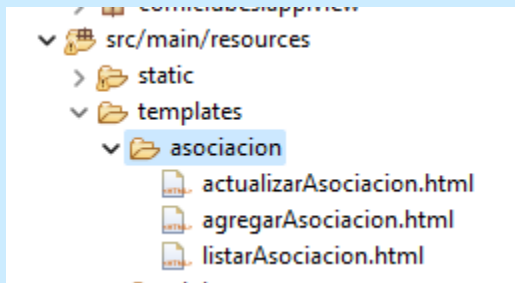 src/main/resources
static
templates
asociacion
actualizarAsociacion.html
agregarAsociacion.html
listarAsociacion.html